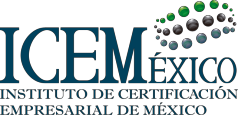 ICEMÉXICO
INSTITUTO DE CERTIFICACIÓN
EMPRESARIAL DE MÉXICO